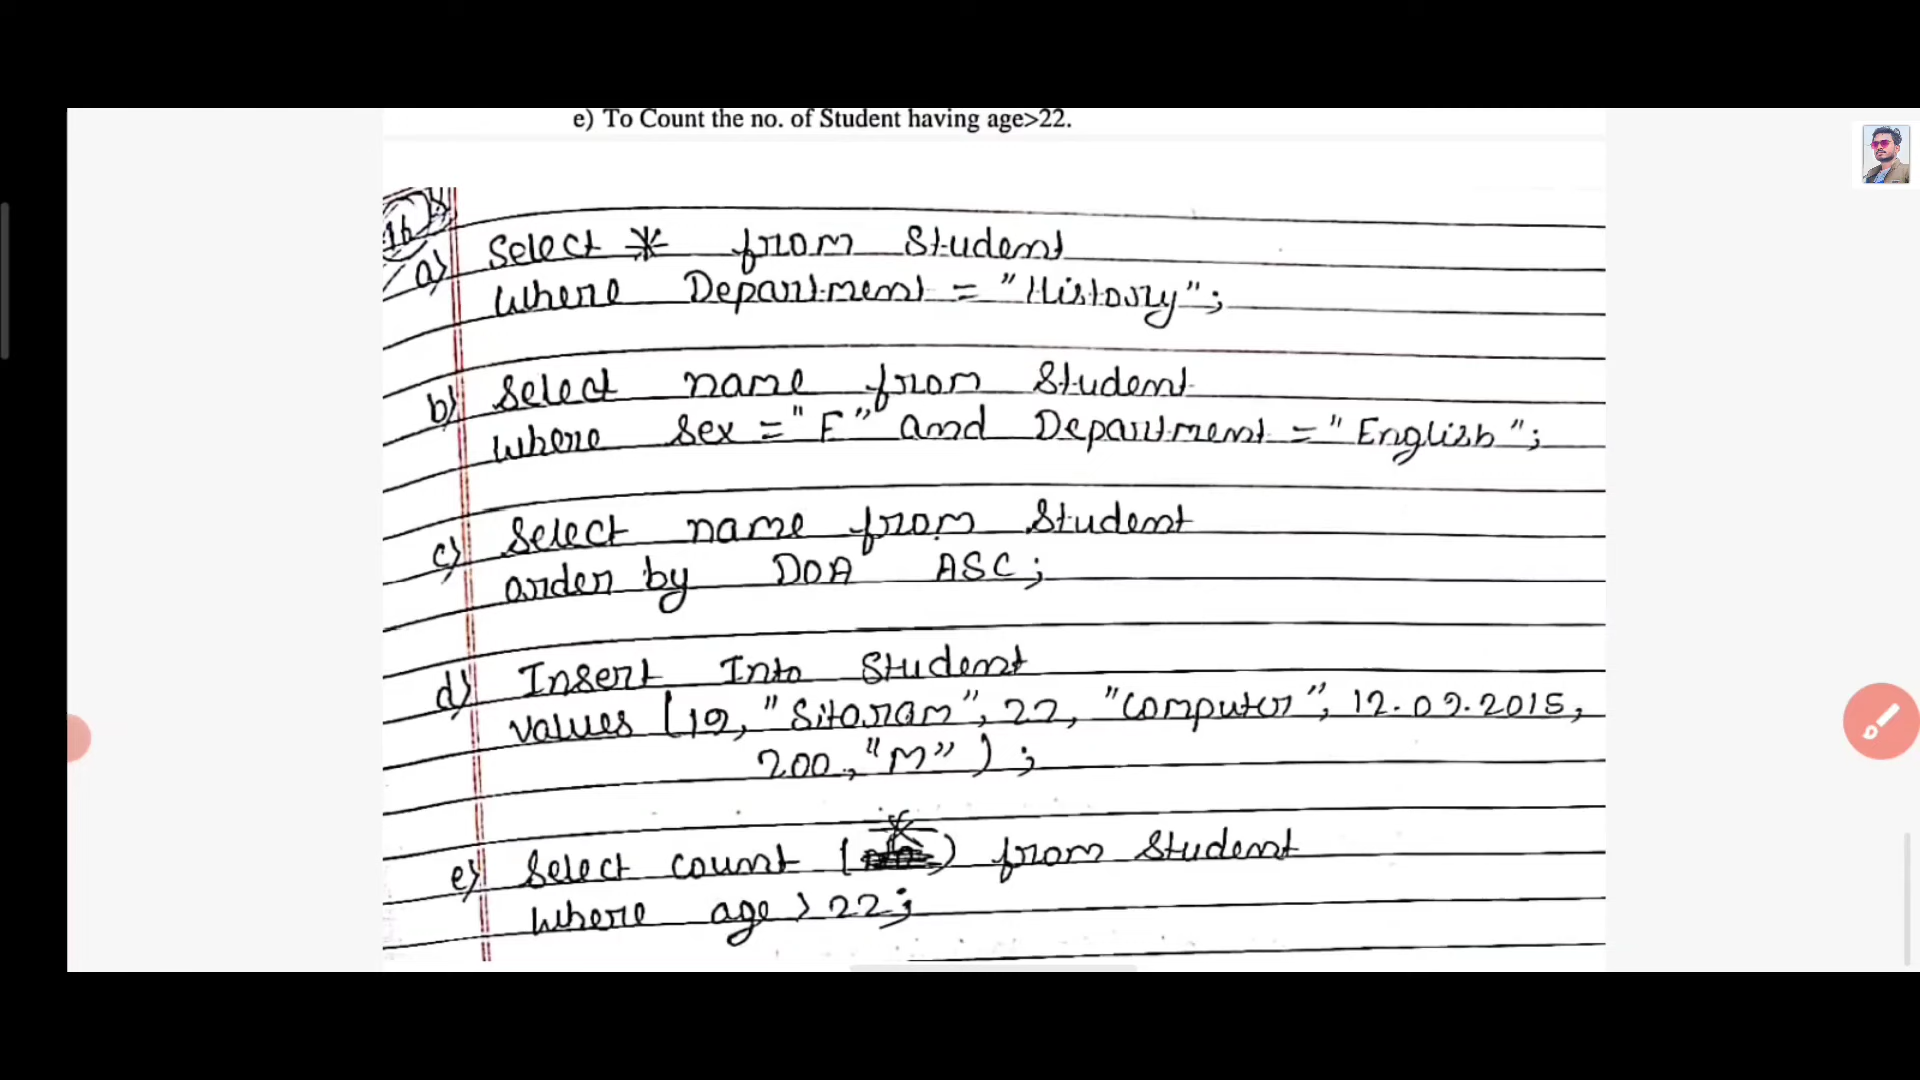 e) To Count the no. of Student having age>22.
16
a) Select * from Student
where Department = "History";
b) Select name from Student
where sex = "F" and Department = "English";
c) Select name from Student
order by DOA ASC;
d) Insert Into Student
values (19, "Sitaram", 22, "Computer", 12.09.2015,
200, "M");
e) Select count (*) from Student
where age > 22;